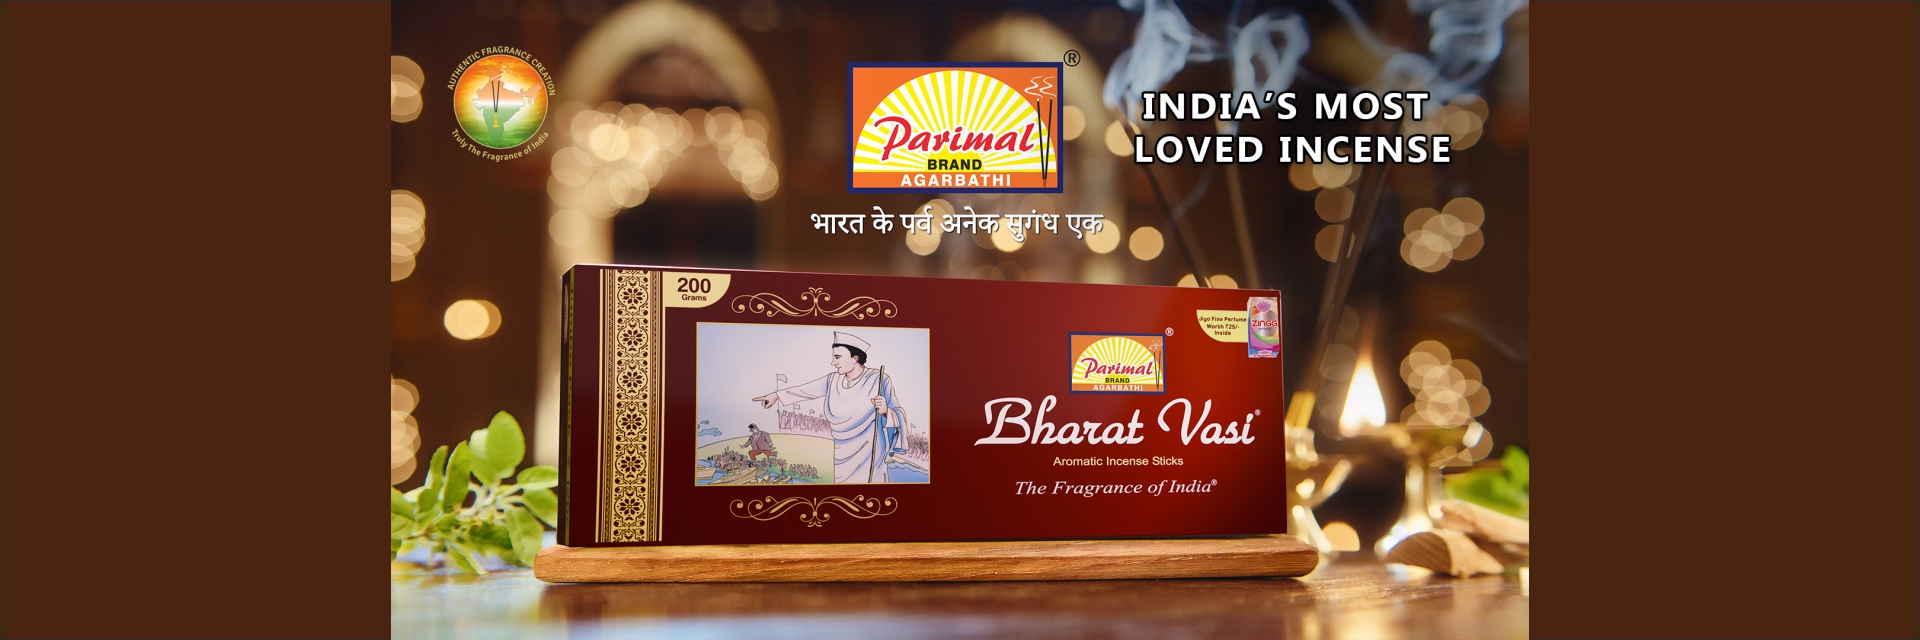 AUTHENTIC FRAGRANCE CREATION
Truly The Fragrance of India
®
Parimal
BRAND
AGARBATHI
INDIA'S MOST
LOVED INCENSE
भारत के पर्व अनेक सुगंध एक
200
Grams
Jiyo Fine Perfume
Worth ₹25/-
Inside
ZINGG
®
Parimal
BRAND
AGARBATHI
Bharat Vasi®
Aromatic Incense Sticks
The Fragrance of India®